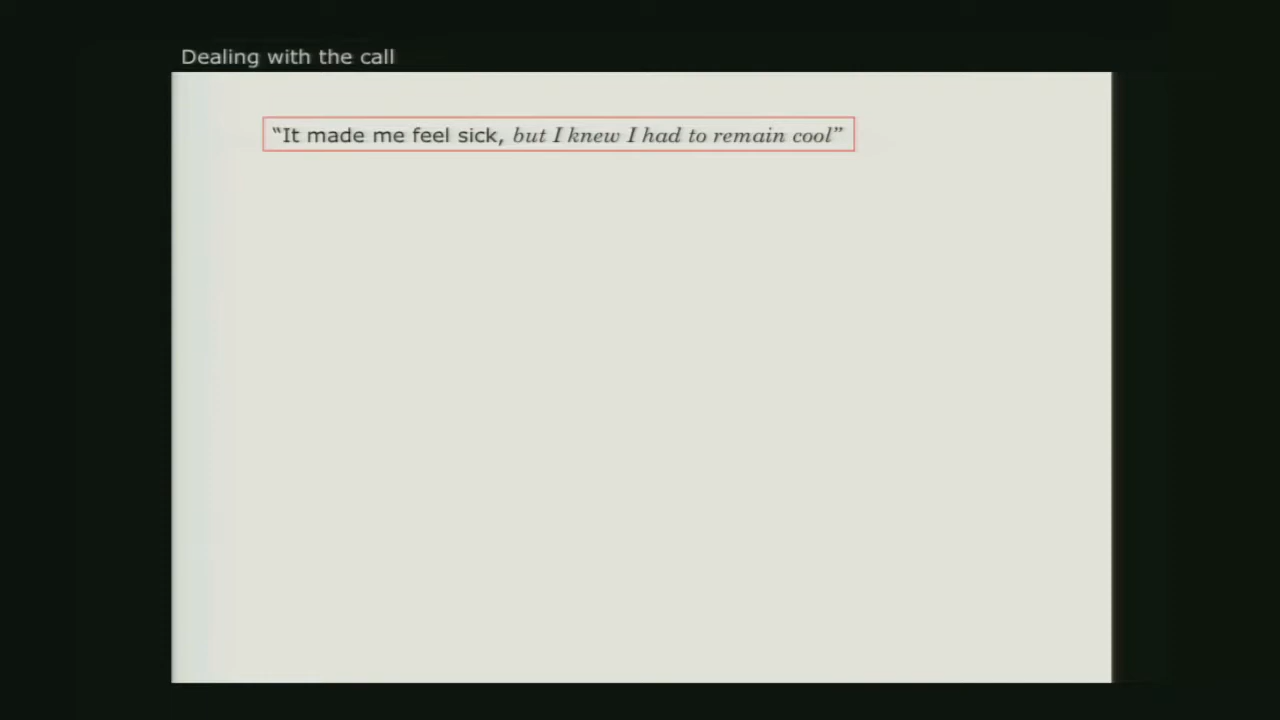 Dealing with the call
“It made me feel sick, but I knew I had to remain cool”